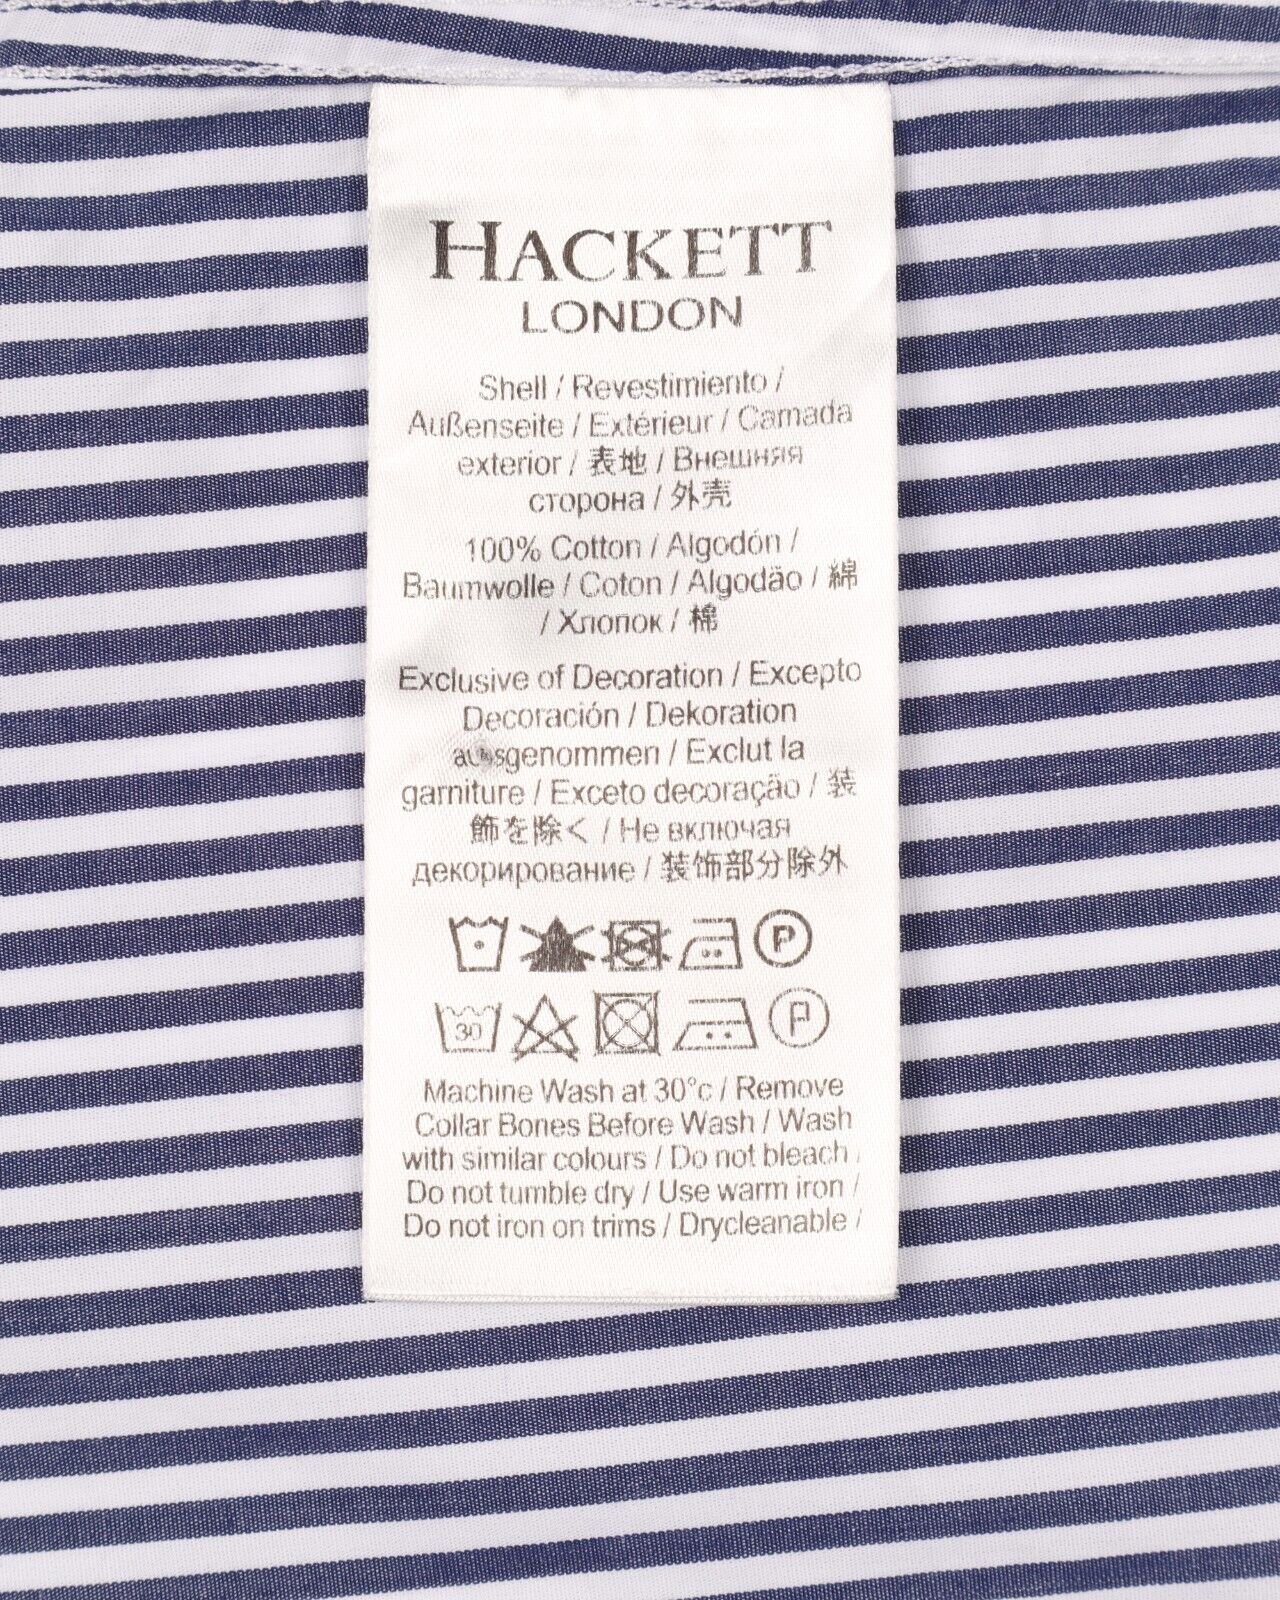 HACKETT
LONDON
Shell / Revestimiento /
Außenseite / Extérieur / Camada
exterior / 表地 / Внешняя
сторона / 外壳
100% Cotton / Algodón /
Baumwolle / Coton / Algodão / 綿
/ Хлопок / 棉
Exclusive of Decoration / Excepto
Decoración / Dekoration
ausgenommen / Exclut la
garniture / Exceto decoração / 装
飾を除く / Не включая
декорирование / 装饰部分除外
P
30 P
Machine Wash at 30°c / Remove
Collar Bones Before Wash / Wash
with similar colours / Do not bleach /
Do not tumble dry / Use warm iron /
Do not iron on trims / Drycleanable /